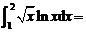 ∫₁² √x ln x dx =